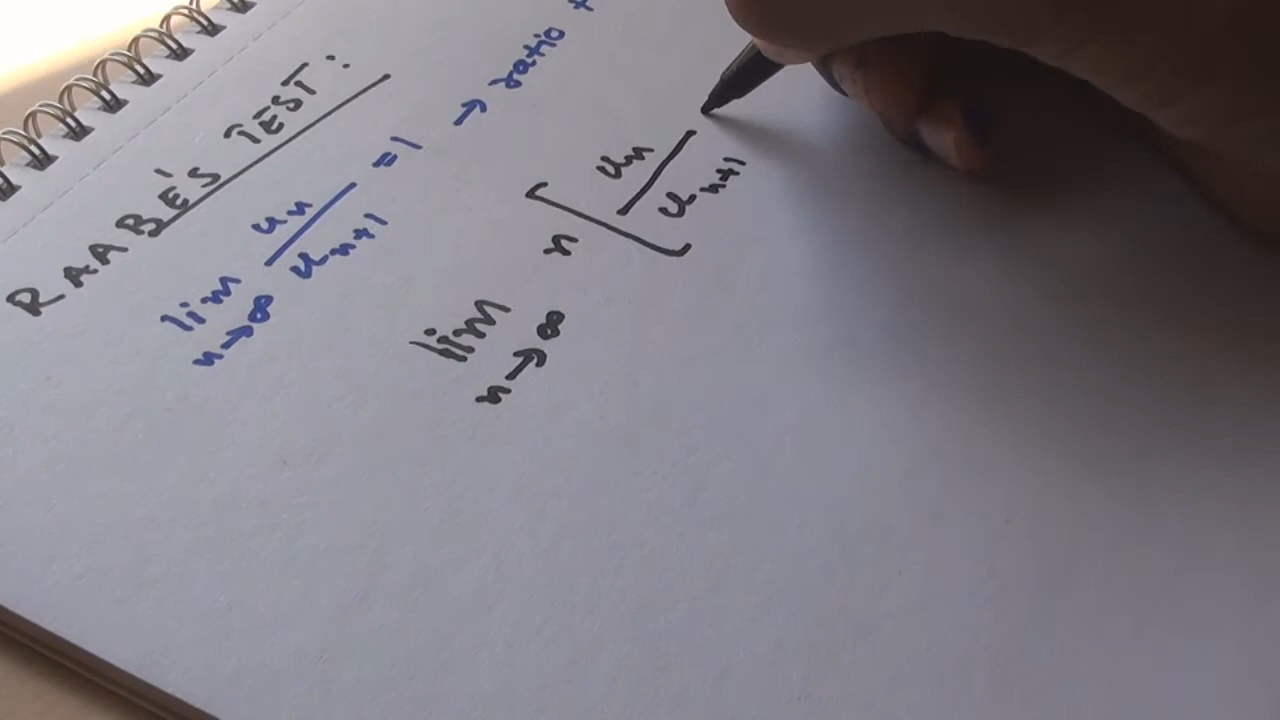 RAABE'S TEST:
lim n→∞ un/un+1 = 1 → ratio
lim n→∞ n [ un/un+1